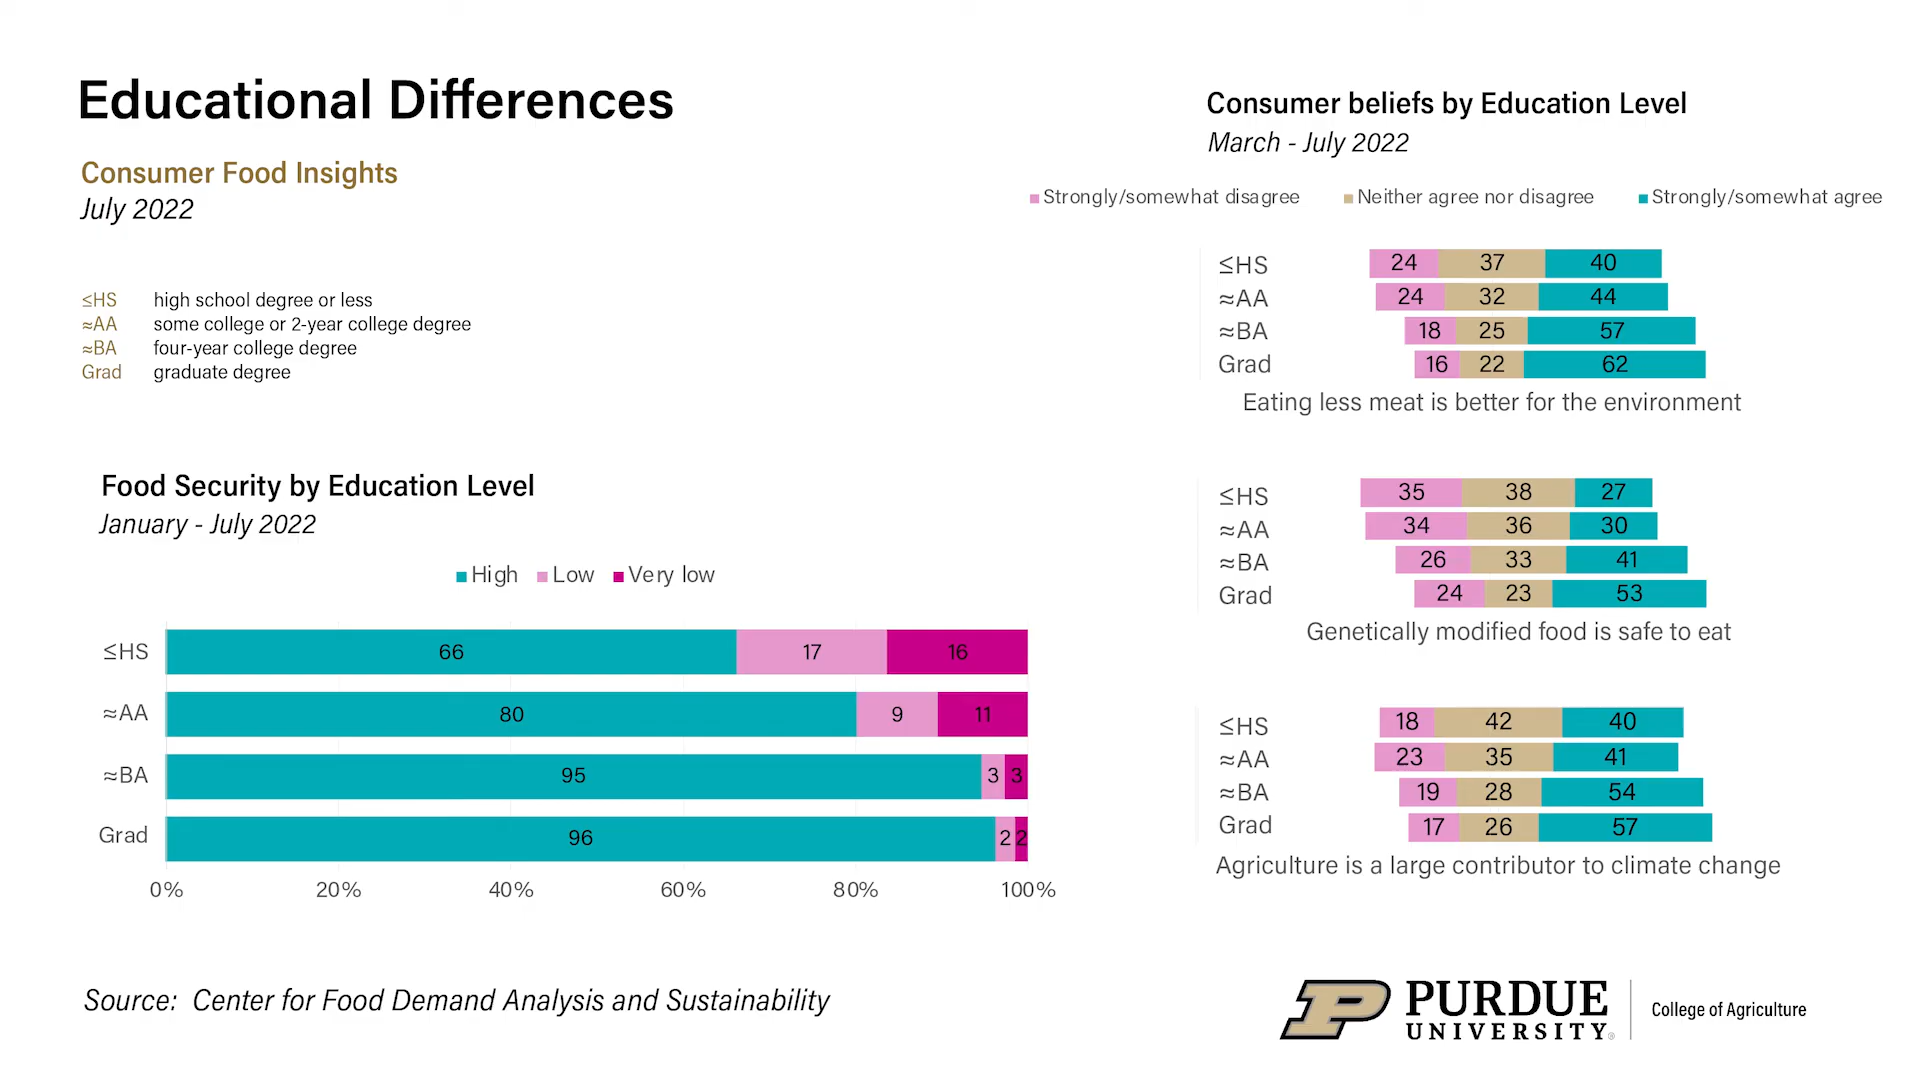 Educational Differences
Consumer Food Insights
July 2022
≤HS high school degree or less
≈AA some college or 2-year college degree
≈BA four-year college degree
Grad graduate degree
Food Security by Education Level
January - July 2022
High Low Very low
≤HS 66 17 16
≈AA 80 9 11
≈BA 95 3 3
Grad 96 2 2
0% 20% 40% 60% 80% 100%
Consumer beliefs by Education Level
March - July 2022
Strongly/somewhat disagree Neither agree nor disagree Strongly/somewhat agree
≤HS 24 37 40
≈AA 24 32 44
≈BA 18 25 57
Grad 16 22 62
Eating less meat is better for the environment
≤HS 35 38 27
≈AA 34 36 30
≈BA 26 33 41
Grad 24 23 53
Genetically modified food is safe to eat
≤HS 18 42 40
≈AA 23 35 41
≈BA 19 28 54
Grad 17 26 57
Agriculture is a large contributor to climate change
Source: Center for Food Demand Analysis and Sustainability
P PURDUE
UNIVERSITY®
College of Agriculture